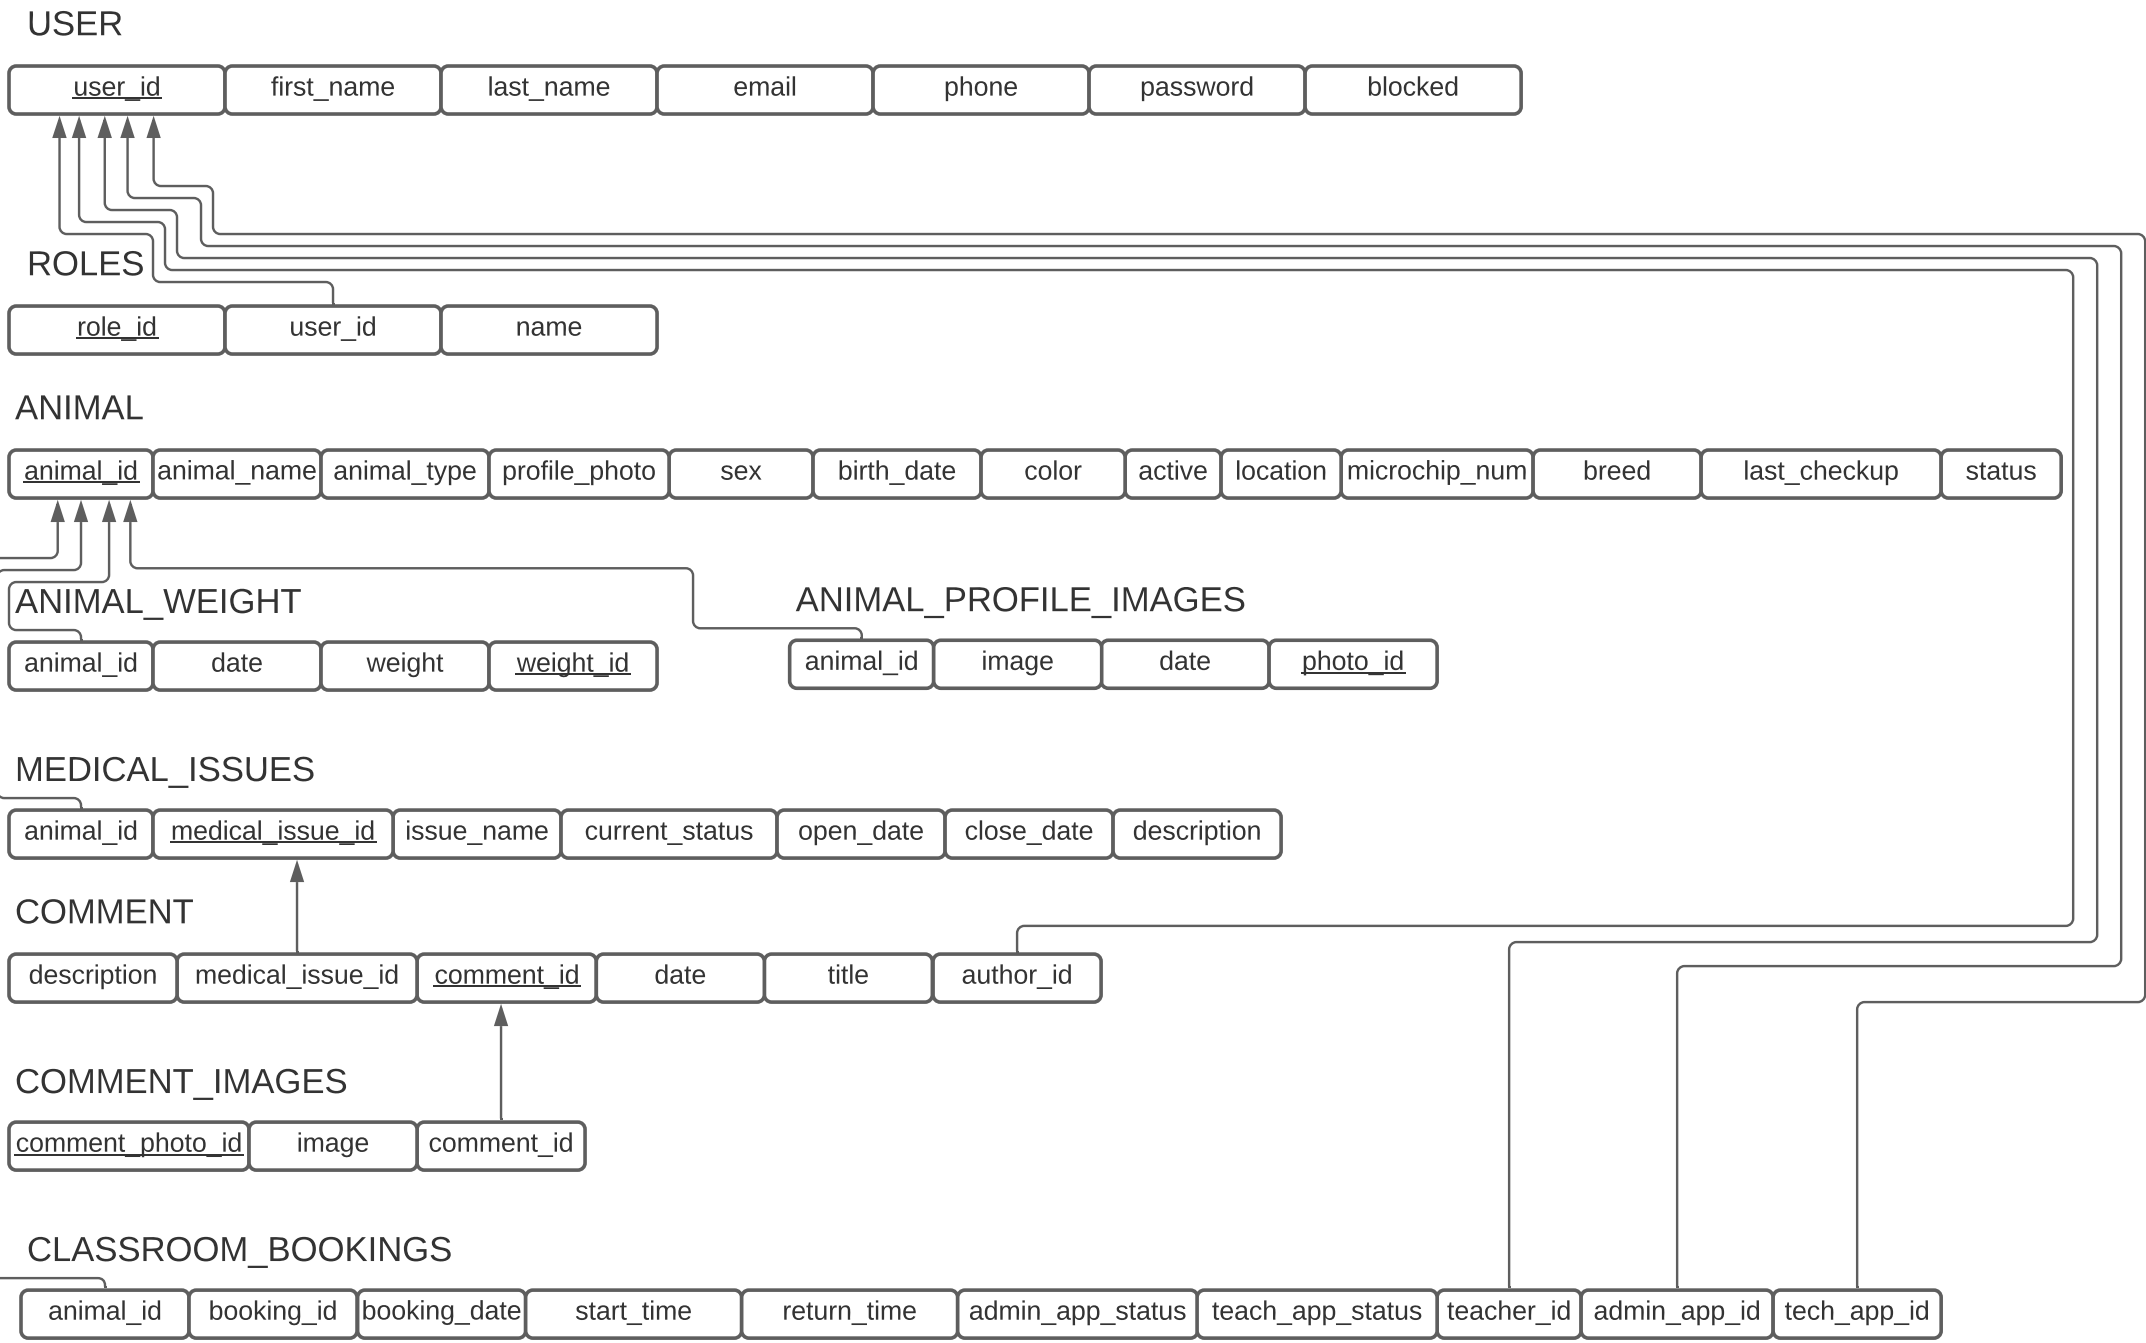 USER
user_id first_name last_name email phone password blocked
ROLES
role_id user_id name
ANIMAL
animal_id animal_name animal_type profile_photo sex birth_date color active location microchip_num breed last_checkup status
ANIMAL_WEIGHT
animal_id date weight weight_id
ANIMAL_PROFILE_IMAGES
animal_id image date photo_id
MEDICAL_ISSUES
animal_id medical_issue_id issue_name current_status open_date close_date description
COMMENT
description medical_issue_id comment_id date title author_id
COMMENT_IMAGES
comment_photo_id image comment_id
CLASSROOM_BOOKINGS
animal_id booking_id booking_date start_time return_time admin_app_status teach_app_status teacher_id admin_app_id tech_app_id